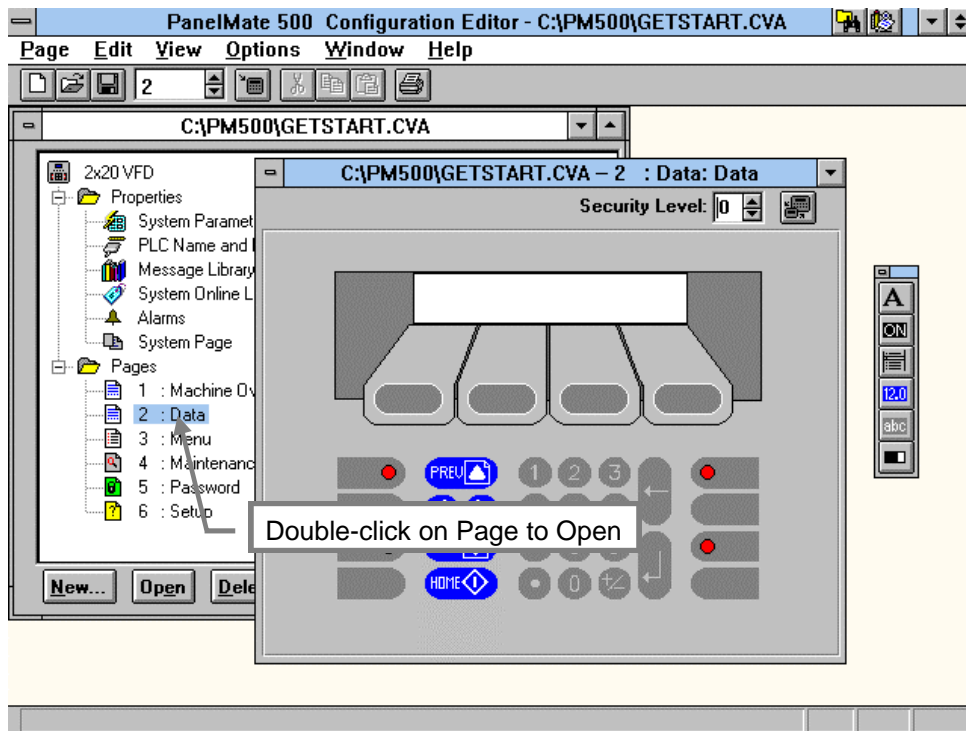 PanelMate 500 Configuration Editor - C:\PM500\GETSTART.CVA
Page Edit View Options Window Help
2
C:\PM500\GETSTART.CVA
2x20 VFD
Properties
System Paramet
PLC Name and
Message Library
System Online L
Alarms
System Page
Pages
1 : Machine Ov
2 : Data
3 : Menu
4 : Maintenanc
5 : Password
6 : Setup
New... Open Dele
C:\PM500\GETSTART.CVA – 2 : Data: Data
Security Level: 0
PREV 1 2 3
HOME 0 +/-
Double-click on Page to Open
A
ON
12.0
abc